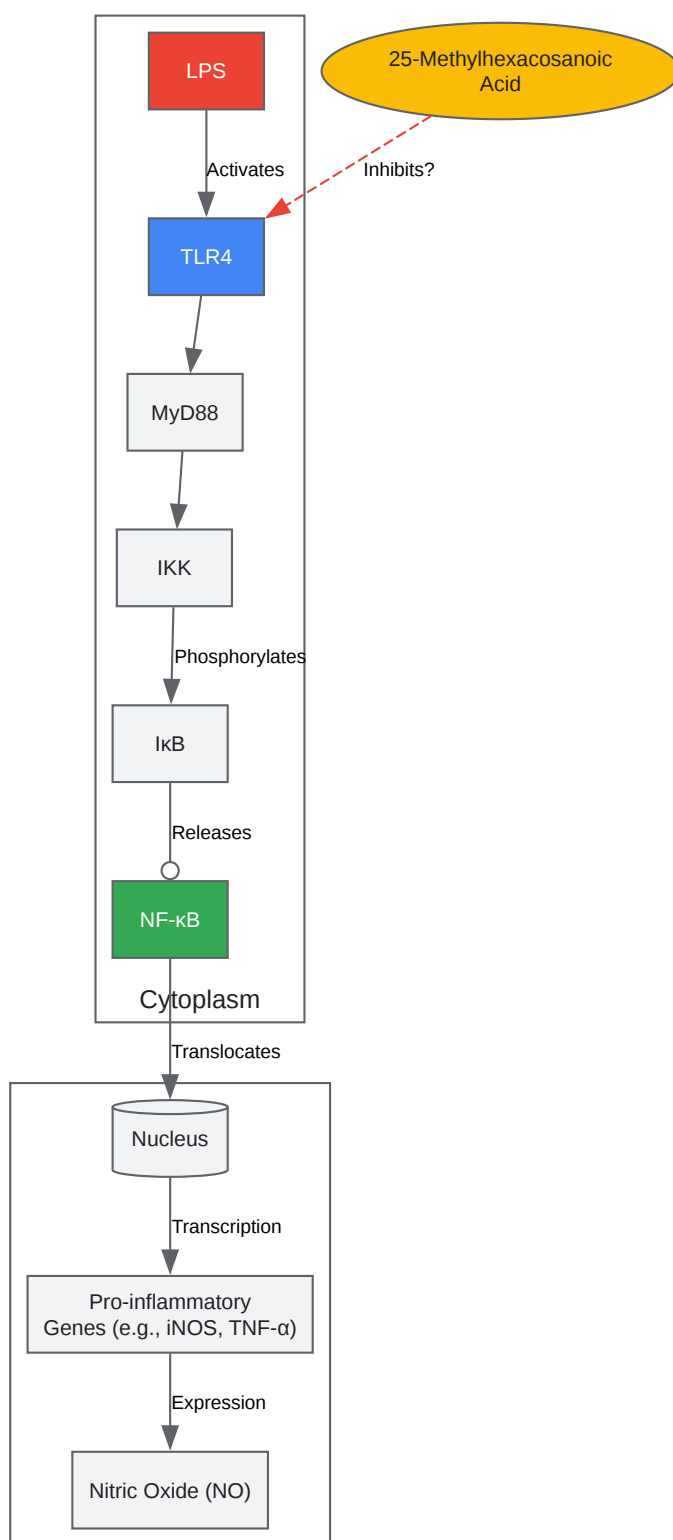 LPS
25-Methylhexacosanoic
Acid
Activates
Inhibits?
TLR4
MyD88
IKK
Phosphorylates
IκB
Releases
NF-κB
Cytoplasm
Translocates
Nucleus
Transcription
Pro-inflammatory
Genes (e.g., iNOS, TNF-α)
Expression
Nitric Oxide (NO)